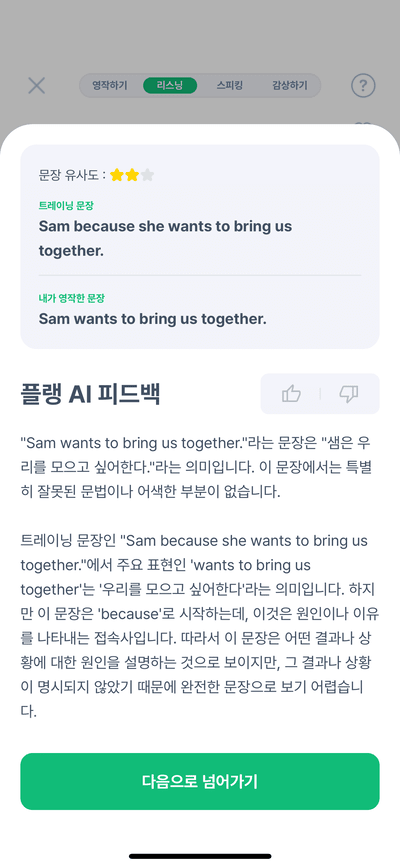 영작하기 리스닝 스피킹 감상하기 ?
문장 유사도 :
트레이닝 문장
Sam because she wants to bring us
together.
내가 영작한 문장
Sam wants to bring us together.
플랭 AI 피드백
"Sam wants to bring us together."라는 문장은 "샘은 우
리를 모으고 싶어한다."라는 의미입니다. 이 문장에서는 특별
히 잘못된 문법이나 어색한 부분이 없습니다.
트레이닝 문장인 "Sam because she wants to bring us
together."에서 주요 표현인 'wants to bring us
together'는 '우리를 모으고 싶어한다'라는 의미입니다. 하지
만 이 문장은 'because'로 시작하는데, 이것은 원인이나 이유
를 나타내는 접속사입니다. 따라서 이 문장은 어떤 결과나 상
황에 대한 원인을 설명하는 것으로 보이지만, 그 결과나 상황
이 명시되지 않았기 때문에 완전한 문장으로 보기 어렵습니
다.
다음으로 넘어가기